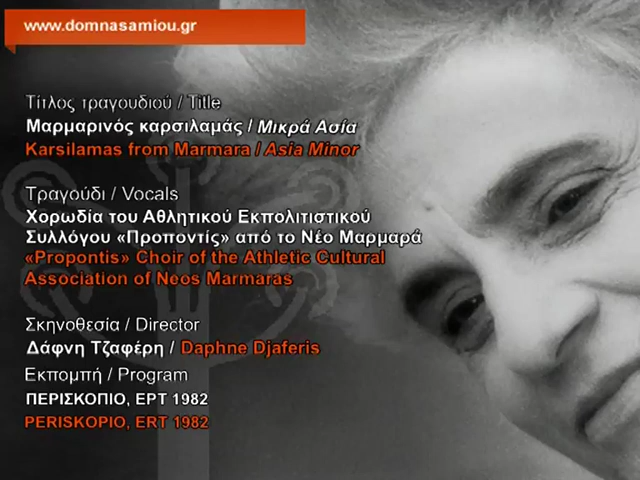 www.domnasamiou.gr
Τίτλος τραγουδιού / Title
Μαρμαρινός καρσιλαμάς / Μικρά Ασία
Karsilamas from Marmara / Asia Minor
Τραγούδι / Vocals
Χορωδία του Αθλητικού Εκπολιτιστικού
Συλλόγου «Προποντίς» από το Νέο Μαρμαρά
«Propontis» Choir of the Athletic Cultural
Association of Neos Marmaras
Σκηνοθεσία / Director
Δάφνη Τζαφέρη / Daphne Djaferis
Εκπομπή / Program
ΠΕΡΙΣΚΟΠΙΟ, ΕΡΤ 1982
PERISKOPIO, ERT 1982